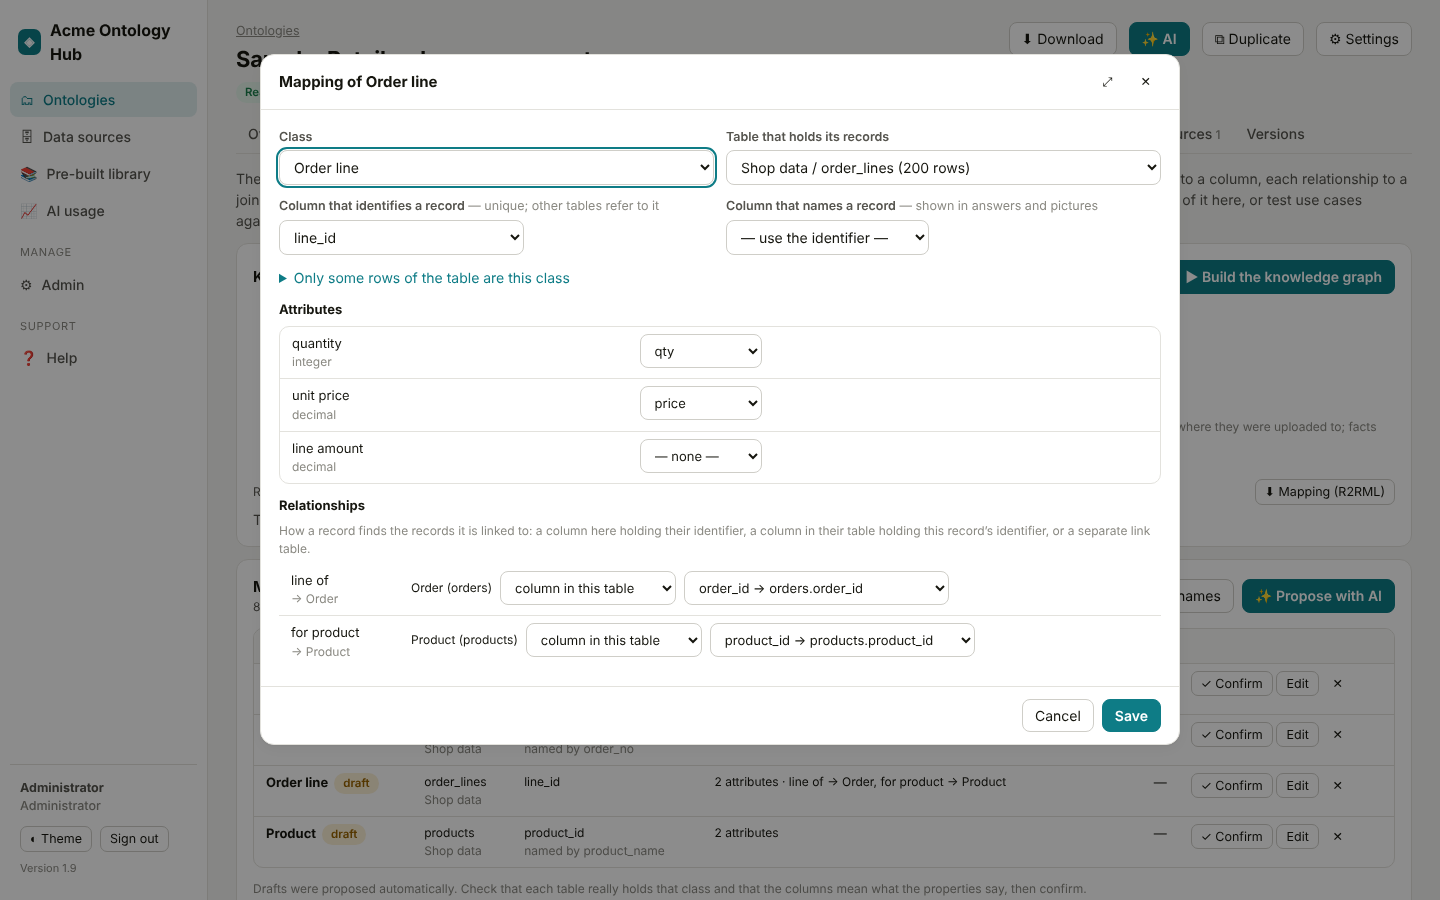 Acme Ontology
Hub
Ontologies
Data sources
Pre-built library
AI usage
MANAGE
Admin
SUPPORT
Help
Administrator
Administrator
Theme
Sign out
Version 1.9
Ontologies
Download
AI
Duplicate
Settings
Versions
Mapping of Order line
Class
Order line
Table that holds its records
Shop data / order_lines (200 rows)
Column that identifies a record — unique; other tables refer to it
line_id
Column that names a record — shown in answers and pictures
— use the identifier —
Only some rows of the table are this class
Attributes
quantity
integer
qty
unit price
decimal
price
line amount
decimal
— none —
Relationships
How a record finds the records it is linked to: a column here holding their identifier, a column in their table holding this record's identifier, or a separate link
table.
line of
→ Order
Order (orders)
column in this table
order_id → orders.order_id
for product
→ Product
Product (products)
column in this table
product_id → products.product_id
Cancel
Save
to a column, each relationship to a
of it here, or test use cases
Build the knowledge graph
where they were uploaded to; facts
Mapping (R2RML)
names
Propose with AI
✓ Confirm
Edit
✕
Shop data
named by order_no
✓ Confirm
Edit
✕
Order line
draft
order_lines
Shop data
line_id
2 attributes · line of → Order, for product → Product
—
✓ Confirm
Edit
✕
Product
draft
products
Shop data
product_id
named by product_name
2 attributes
—
✓ Confirm
Edit
✕
Drafts were proposed automatically. Check that each table really holds that class and that the columns mean what the properties say, then confirm.